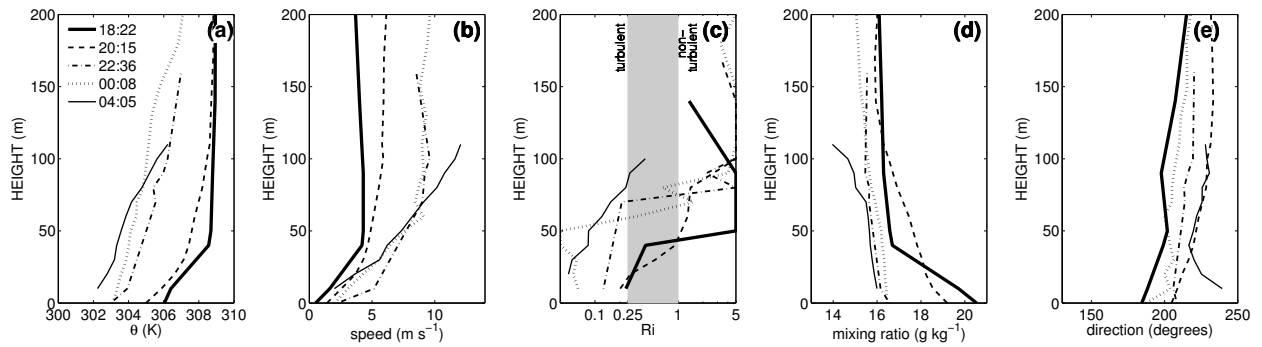 200
150
100
50
0
HEIGHT (m)
(a)
18:22
20:15
22:36
00:08
04:05
300 302 304 306 308 310
θ (K)
200
150
100
50
0
HEIGHT (m)
(b)
0 5 10
speed (m s⁻¹)
200
150
100
50
0
HEIGHT (m)
turbulent
non−
turbulent
(c)
0.1 0.25 1 5
Ri
200
150
100
50
0
HEIGHT (m)
(d)
14 16 18 20
mixing ratio (g kg⁻¹)
200
150
100
50
0
HEIGHT (m)
(e)
150 200 250
direction (degrees)